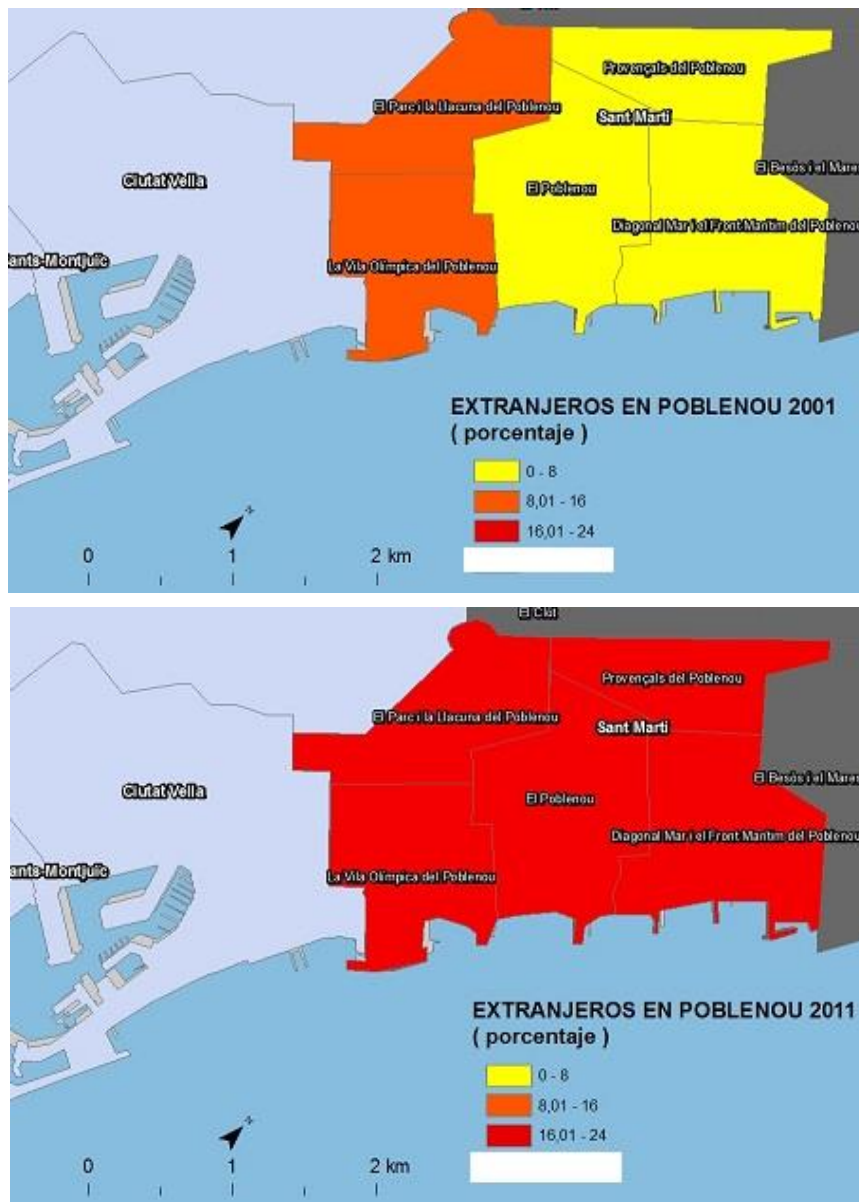 Provençals del Poblenou
El Parc i la Llacuna del Poblenou
Sant Martí
El Besòs i el Mares
Ciutat Vella
El Poblenou
Diagonal Mar i el Front Marítim del Poblenou
ants-Montjuïc
La Vila Olímpica del Poblenou
EXTRANJEROS EN POBLENOU 2001
( porcentaje )
0 - 8
8,01 - 16
16,01 - 24
N
0 1 2 km
El Clot
Provençals del Poblenou
El Parc i la Llacuna del Poblenou
Sant Martí
El Besòs i el Mares
Ciutat Vella
El Poblenou
Diagonal Mar i el Front Marítim del Poblenou
ants-Montjuïc
La Vila Olímpica del Poblenou
EXTRANJEROS EN POBLENOU 2011
( porcentaje )
0 - 8
8,01 - 16
16,01 - 24
N
0 1 2 km